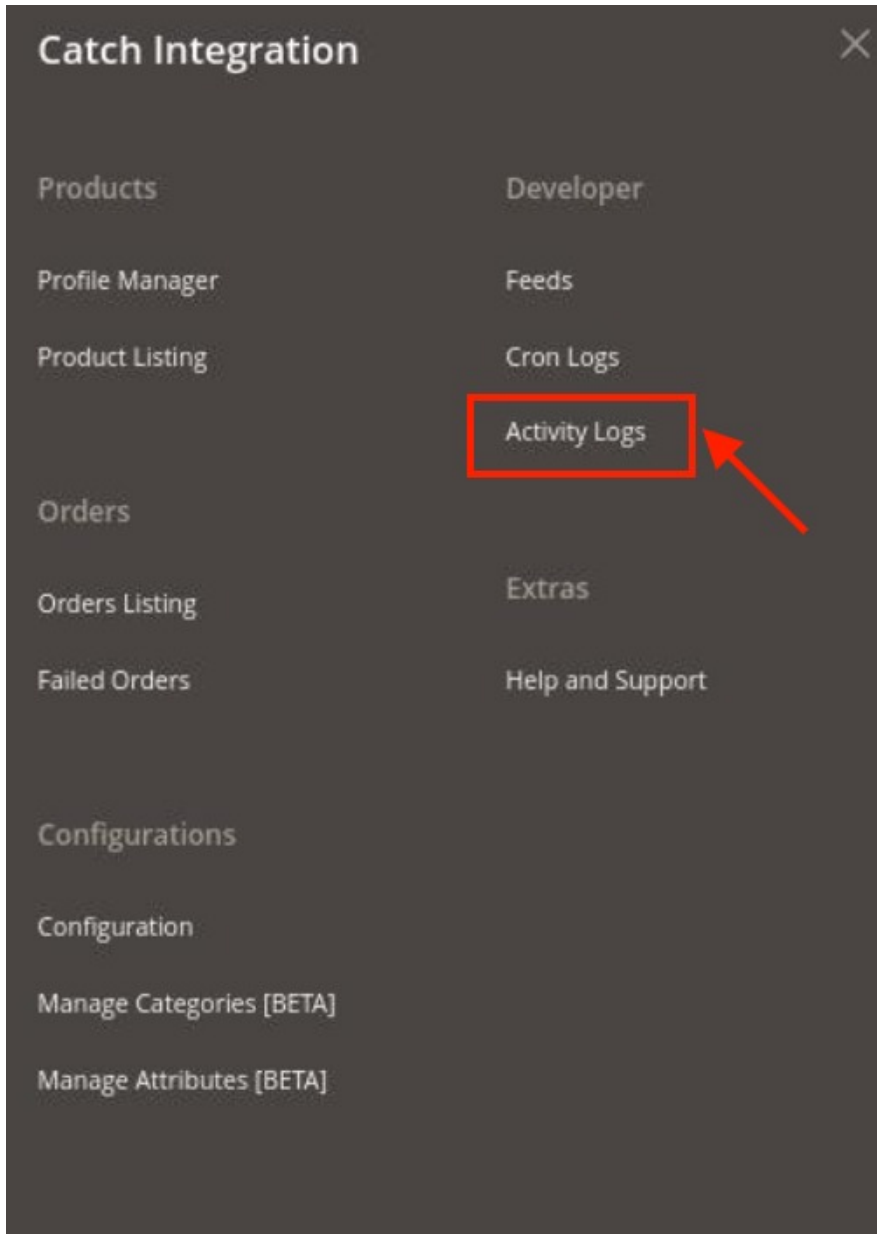 Catch Integration
Products
Profile Manager
Product Listing
Orders
Orders Listing
Failed Orders
Configurations
Configuration
Manage Categories [BETA]
Manage Attributes [BETA]
Developer
Feeds
Cron Logs
Activity Logs
Extras
Help and Support